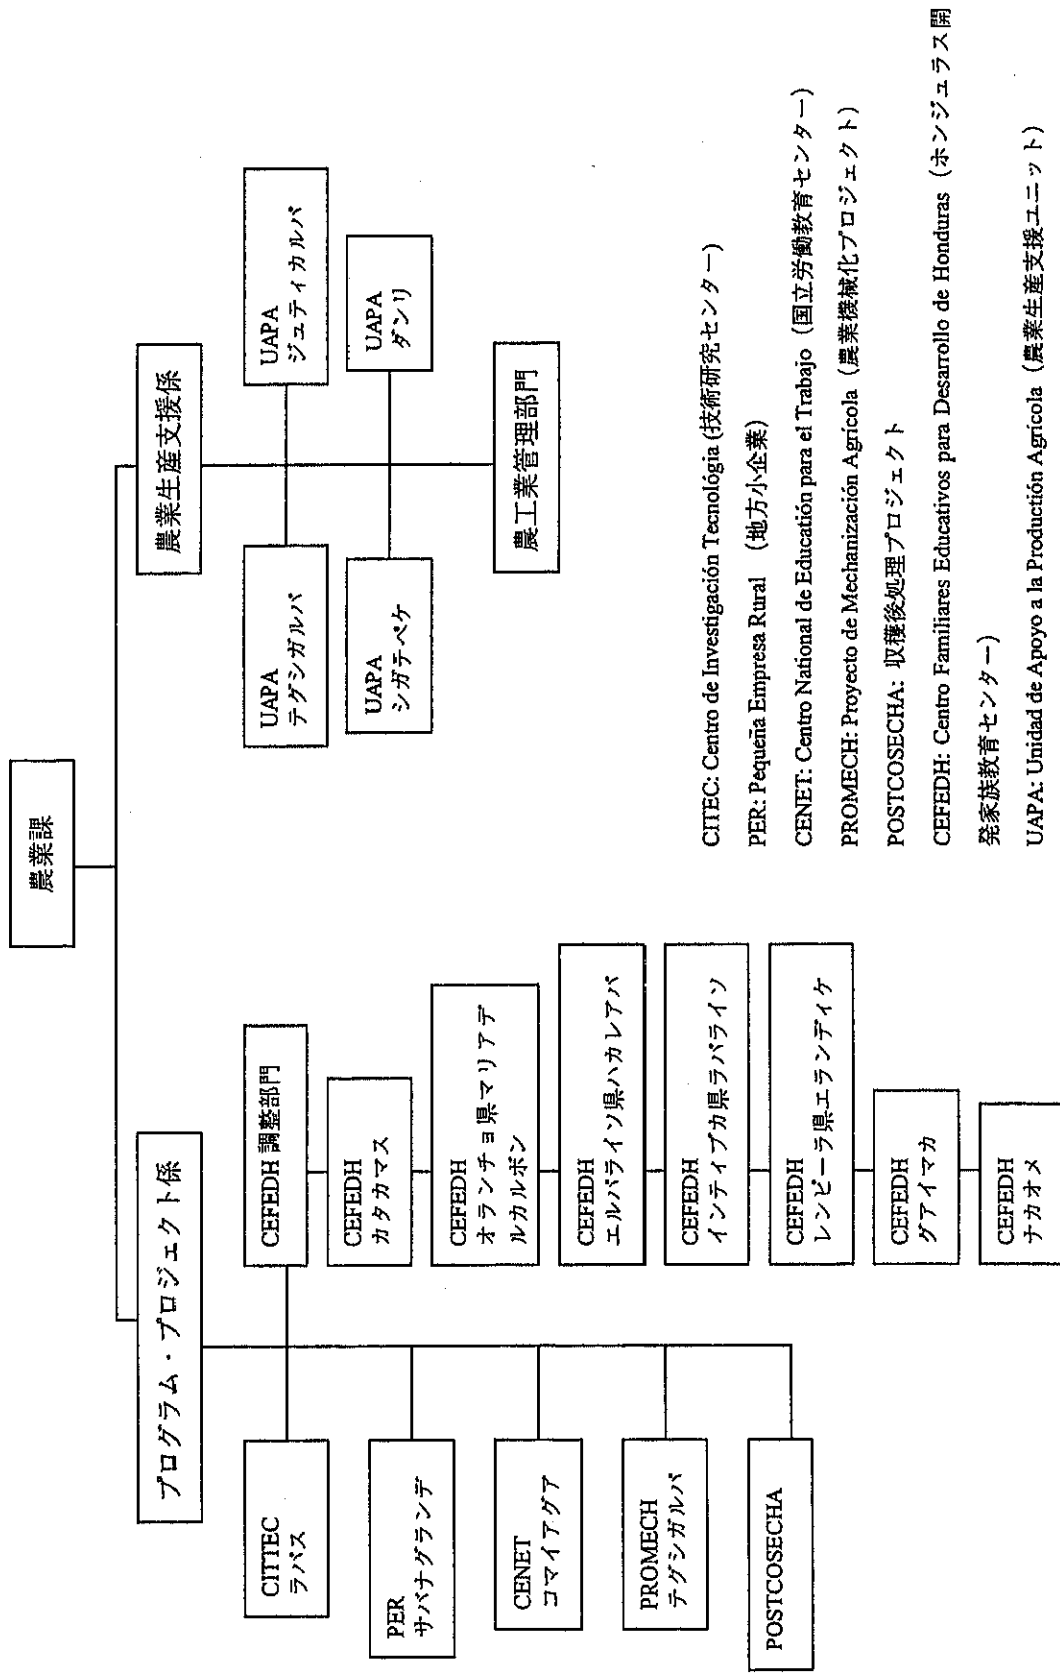 農業課
プログラム・プロジェクト係
農業生産支援係
CITTEC
ラパス
PER
サバナグランデ
CENET
コマイアグア
PROMECH
テグシガルパ
POSTCOSECHA
CEFEDH 調整部門
CEFEDH
カタカマス
CEFEDH
オランチョ県マリアデ
ルカルボン
CEFEDH
エルパライソ県ハカレアパ
CEFEDH
インティブカ県ラパライソ
CEFEDH
レンピーラ県エランディケ
CEFEDH
グアイマカ
CEFEDH
ナカオメ
UAPA
テグシガルパ
UAPA
ジュティカルパ
UAPA
シガテペケ
UAPA
ダンリ
農工業管理部門
CITEC: Centro de Investigación Tecnológia (技術研究センター)
PER: Pequeña Empresa Rural （地方小企業）
CENET: Centro National de Educatión para el Trabajo（国立労働教育センター）
PROMECH: Proyecto de Mechanización Agrícola（農業機械化プロジェクト）
POSTCOSECHA: 収穫後処理プロジェクト
CEFEDH: Centro Familiares Educativos para Desarrollo de Honduras（ホンジュラス開
発家族教育センター）
UAPA: Unidad de Apoyo a la Productión Agrícola（農業生産支援ユニット）